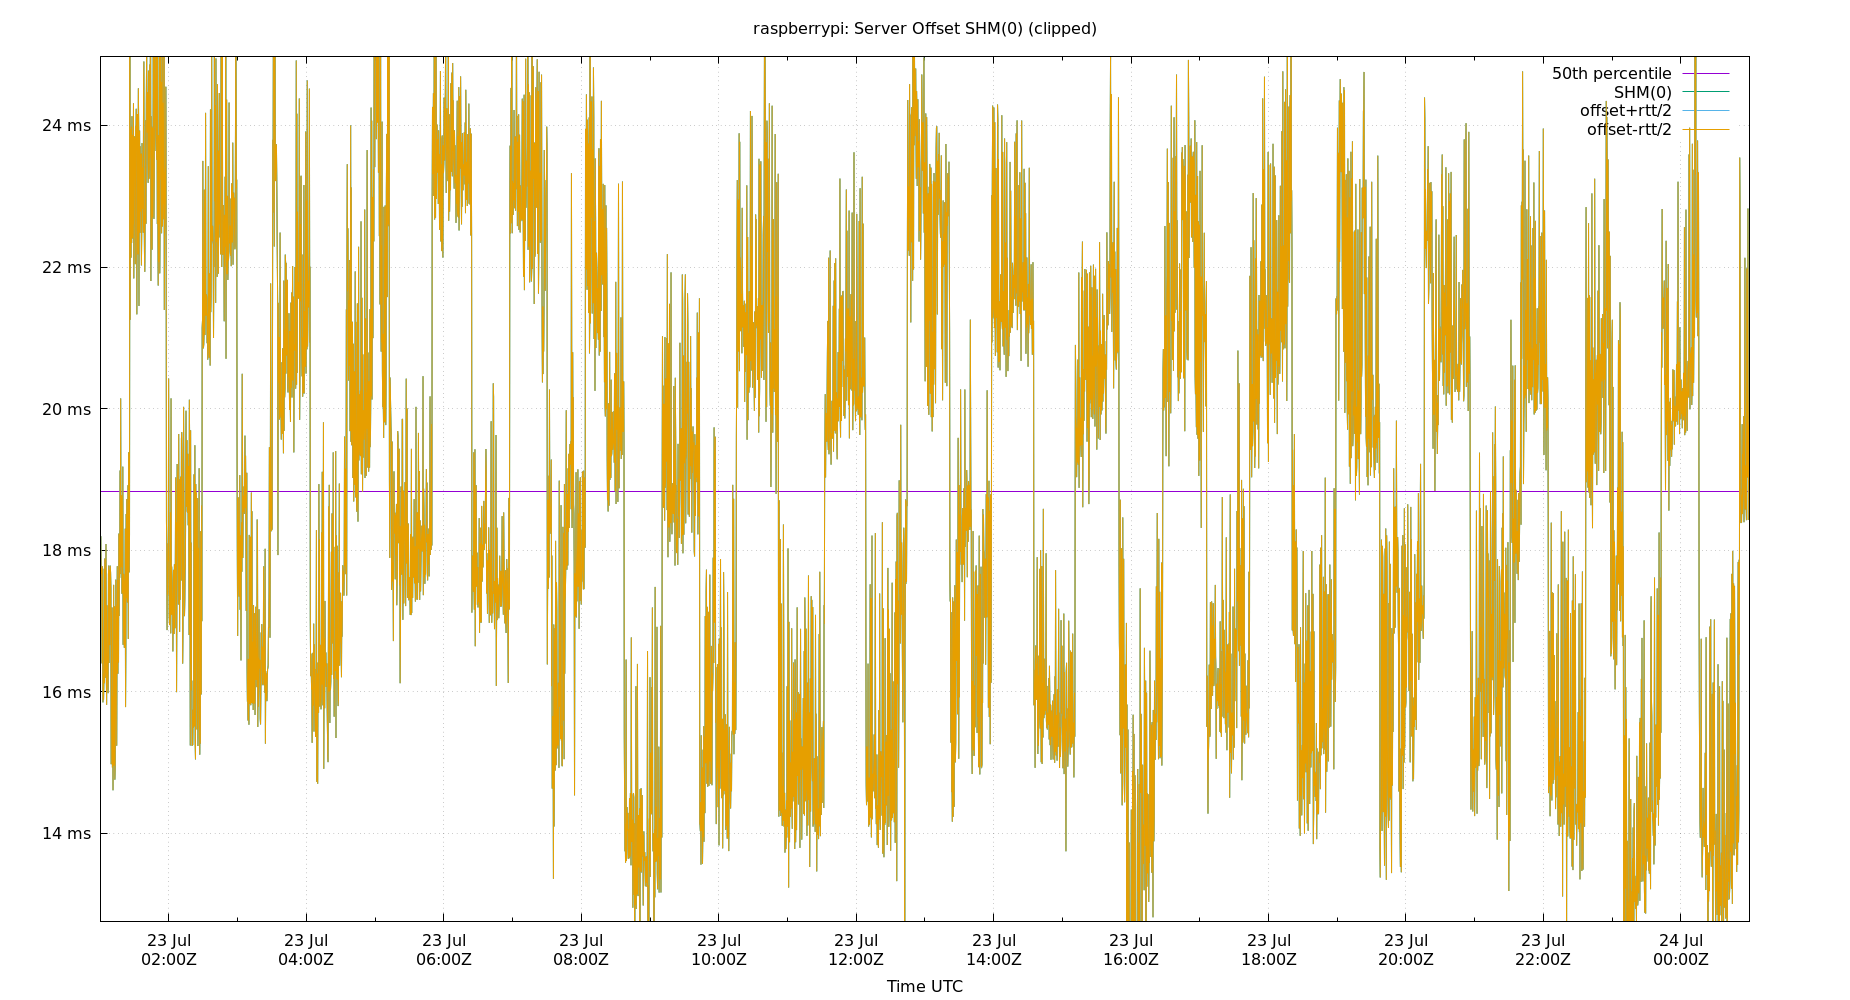 raspberrypi: Server Offset SHM(0) (clipped)
50th percentile
SHM(0)
offset+rtt/2
offset-rtt/2
24 ms
22 ms
20 ms
18 ms
16 ms
14 ms
23 Jul 23 Jul 23 Jul 23 Jul 23 Jul 23 Jul 23 Jul 23 Jul 23 Jul 23 Jul 23 Jul 24 Jul
02:00Z 04:00Z 06:00Z 08:00Z 10:00Z 12:00Z 14:00Z 16:00Z 18:00Z 20:00Z 22:00Z 00:00Z
Time UTC